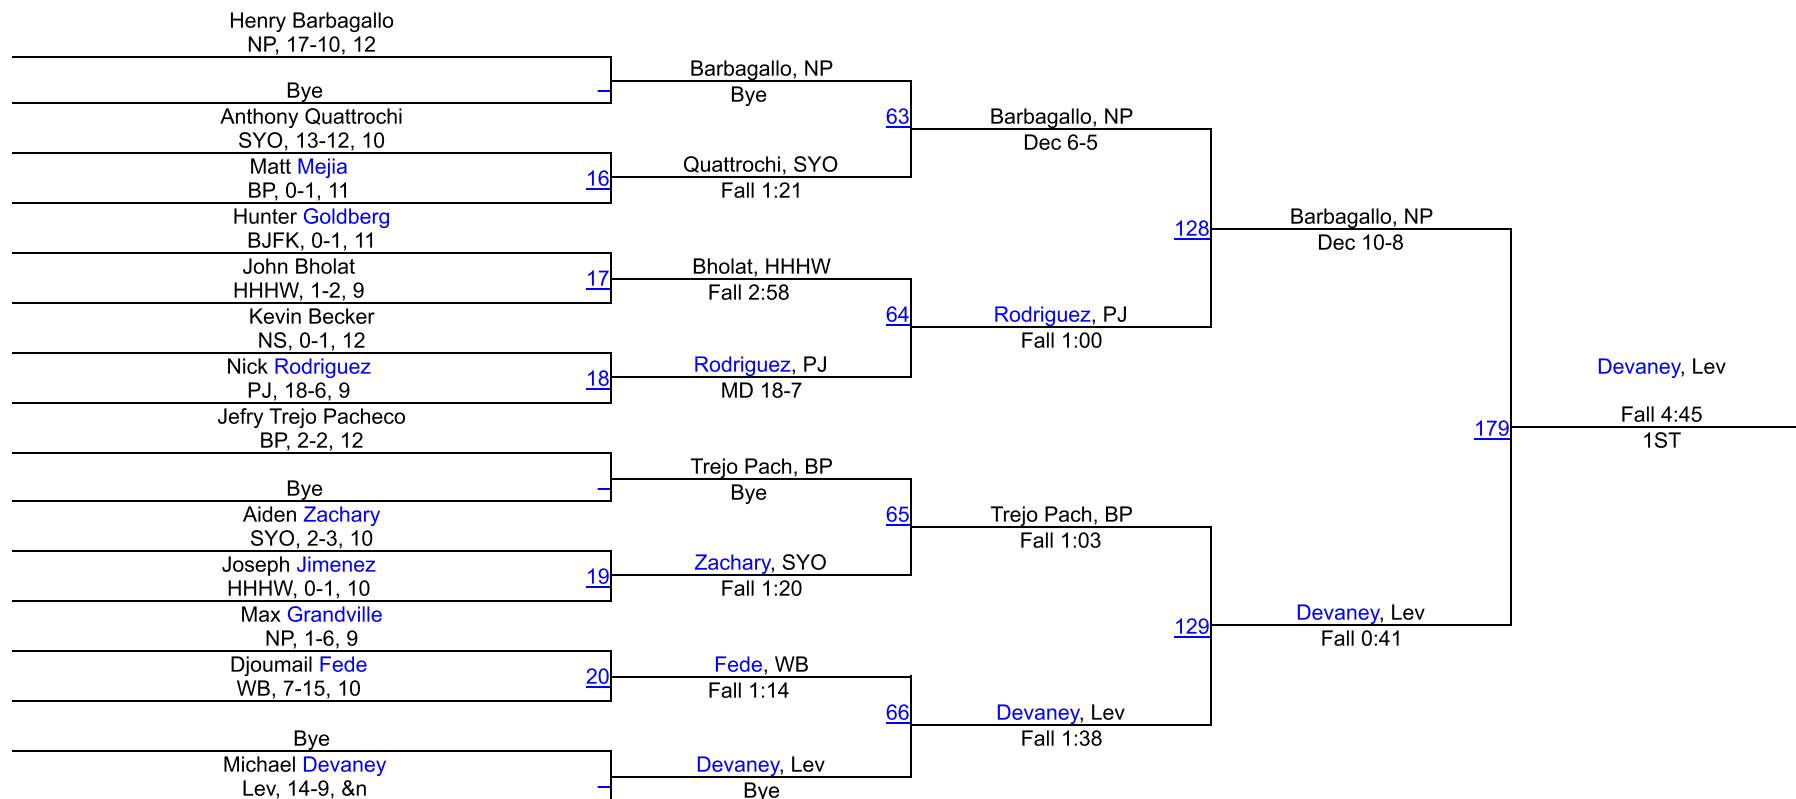 Henry Barbagallo
NP, 17-10, 12
Bye
Anthony Quattrochi
SYO, 13-12, 10
Matt Mejia
BP, 0-1, 11
16
Hunter Goldberg
BJFK, 0-1, 11
John Bholat
HHHW, 1-2, 9
17
Kevin Becker
NS, 0-1, 12
Nick Rodriguez
PJ, 18-6, 9
18
Jefry Trejo Pacheco
BP, 2-2, 12
Bye
Aiden Zachary
SYO, 2-3, 10
Joseph Jimenez
HHHW, 0-1, 10
19
Max Grandville
NP, 1-6, 9
Djoumail Fede
WB, 7-15, 10
20
Bye
Michael Devaney
Lev, 14-9, &n
Barbagallo, NP
Bye
63
Quattrochi, SYO
Fall 1:21
Bholat, HHHW
Fall 2:58
64
Rodriguez, PJ
MD 18-7
Trejo Pach, BP
Bye
65
Zachary, SYO
Fall 1:20
Fede, WB
Fall 1:14
66
Devaney, Lev
Bye
Barbagallo, NP
Dec 6-5
128
Rodriguez, PJ
Fall 1:00
Trejo Pach, BP
Fall 1:03
129
Devaney, Lev
Fall 1:38
Barbagallo, NP
Dec 10-8
179
Devaney, Lev
Fall 0:41
Devaney, Lev
Fall 4:45
1ST